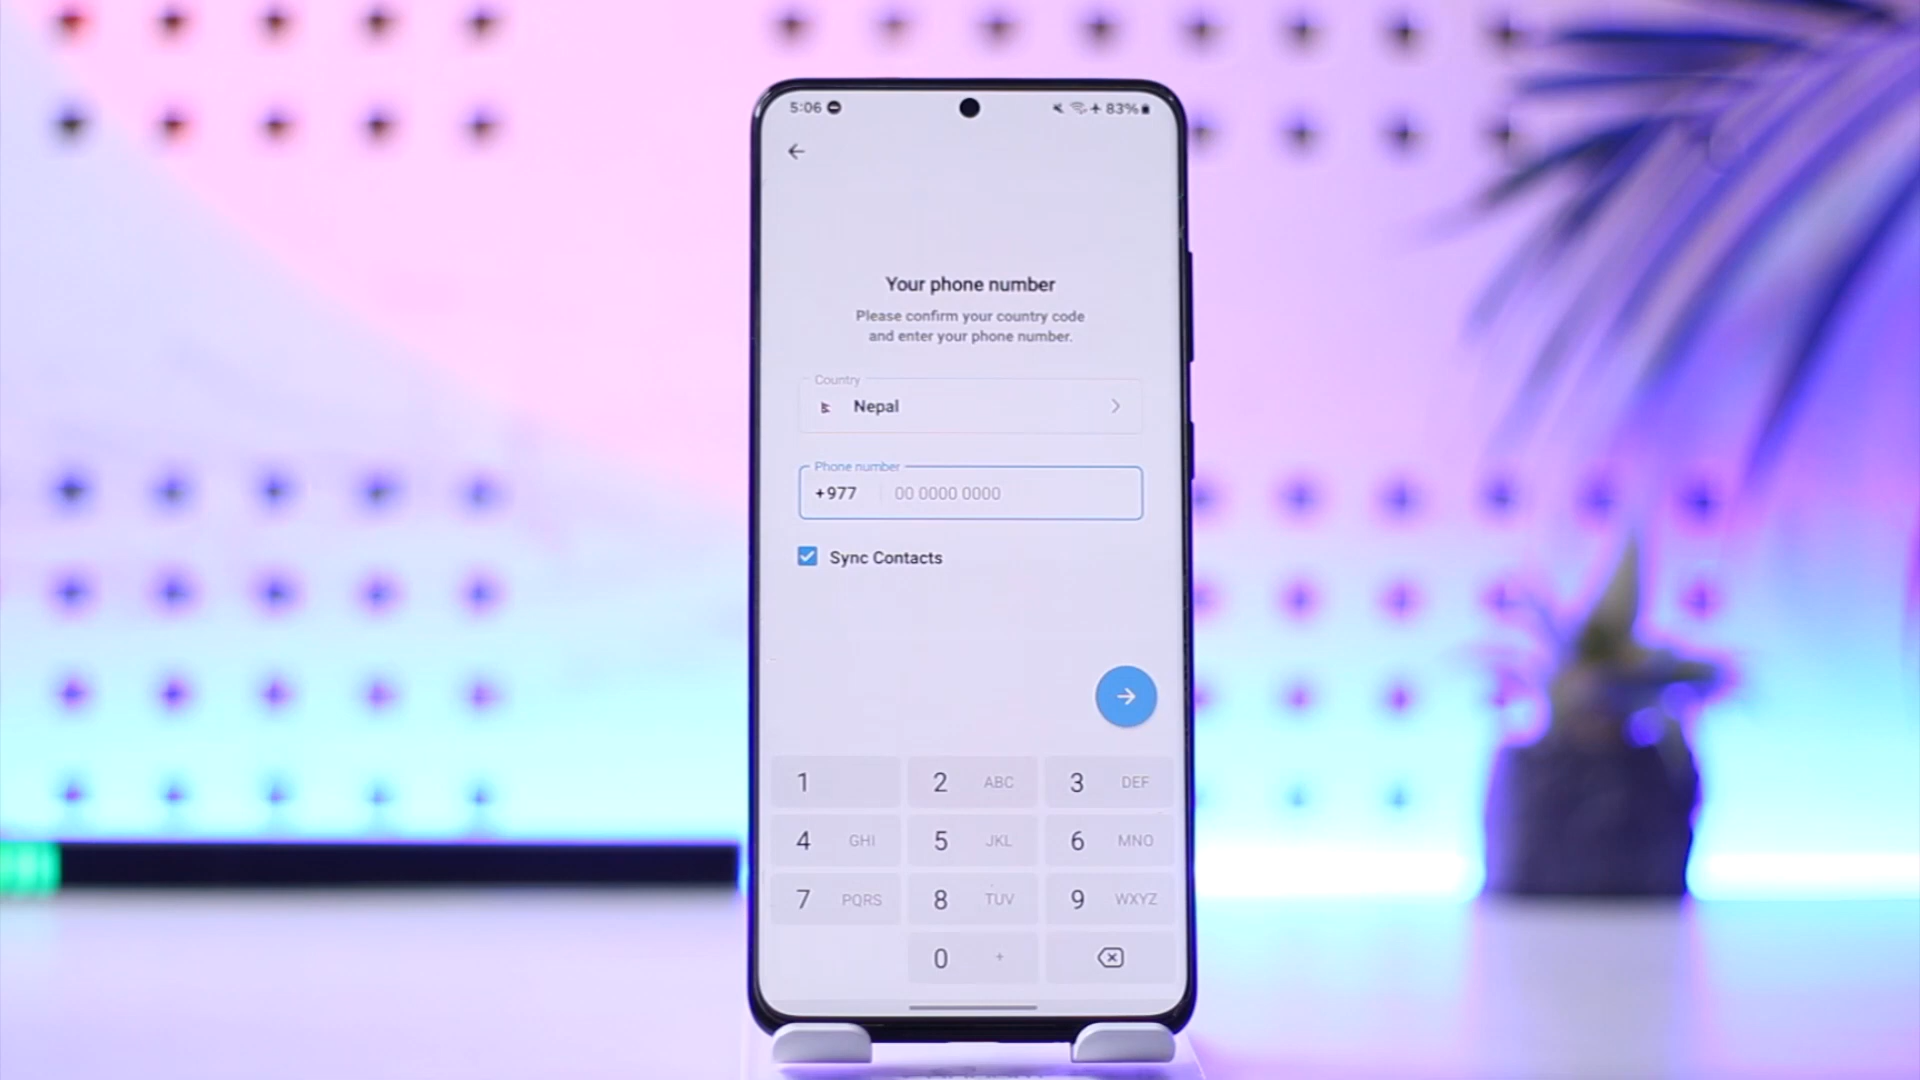 5:06 83%
Your phone number
Please confirm your country code
and enter your phone number.
Country
Nepal
Phone number
+977 00 0000 0000
Sync Contacts
1 2 ABC 3 DEF
4 GHI 5 JKL 6 MNO
7 PQRS 8 TUV 9 WXYZ
0 +